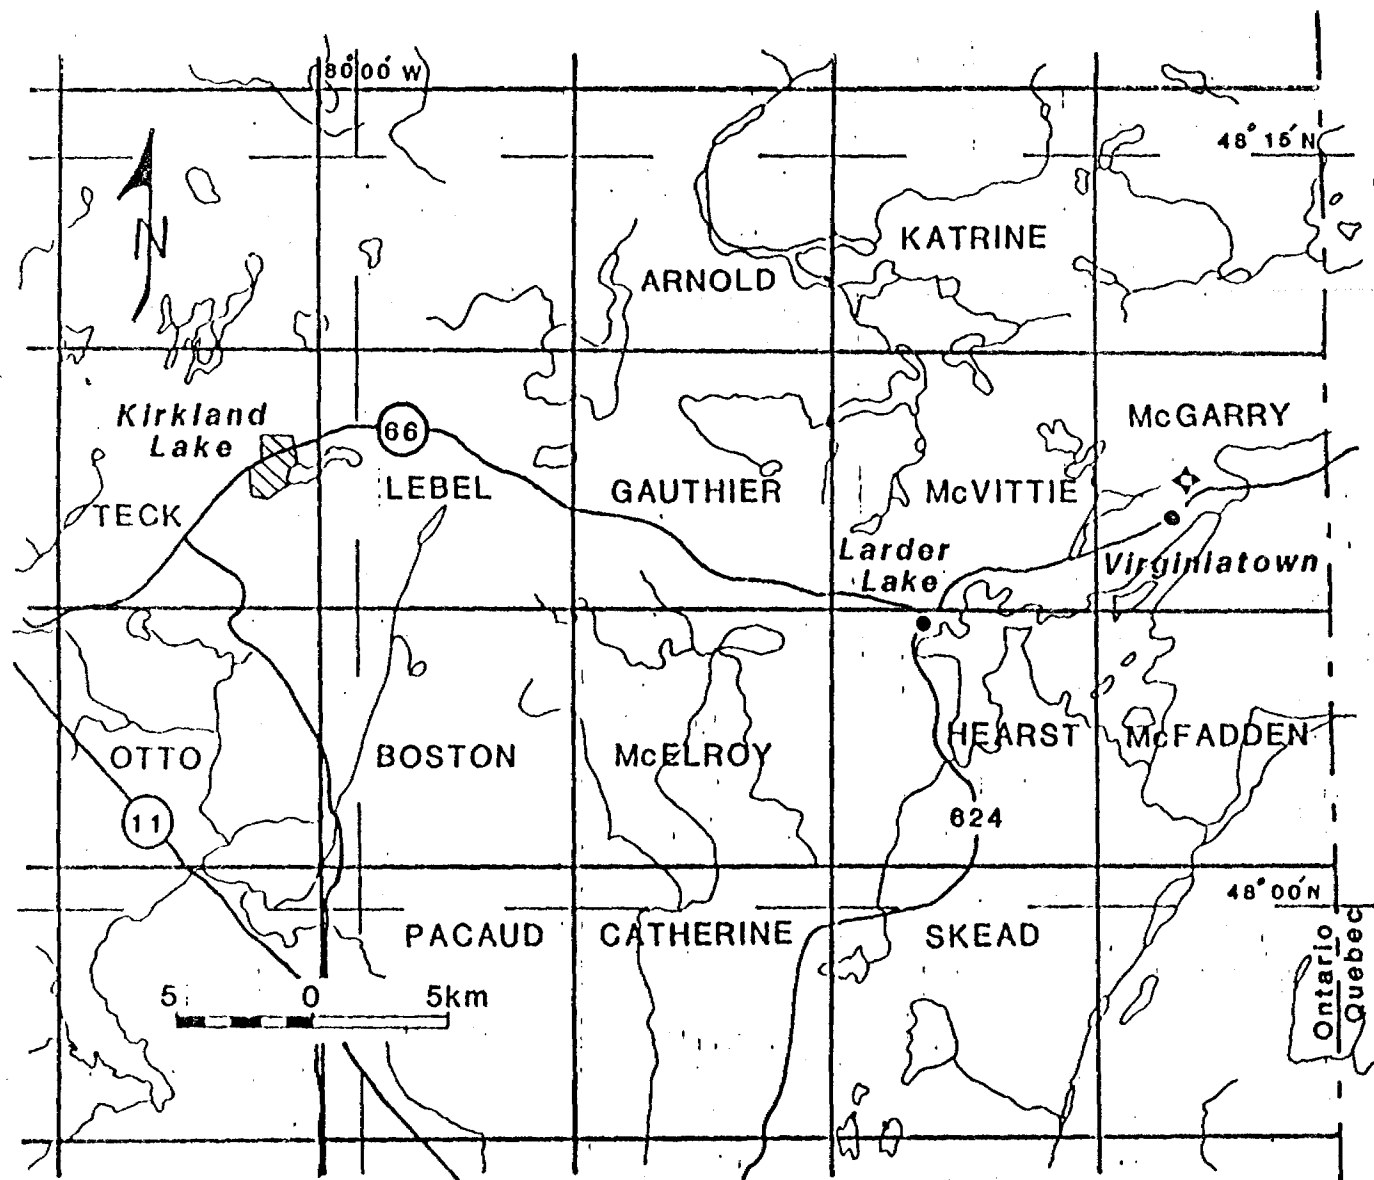 80°00' W
48° 15' N
N
KATRINE
ARNOLD
Kirkland
Lake
66
McGARRY
LEBEL
GAUTHIER
McVITTIE
TECK
Larder
Lake
Virginiatown
OTTO
BOSTON
McELROY
HEARST
McFADDEN
11
624
48° 00' N
PACAUD
CATHERINE
SKEAD
Ontario
Quebec
5 0 5km